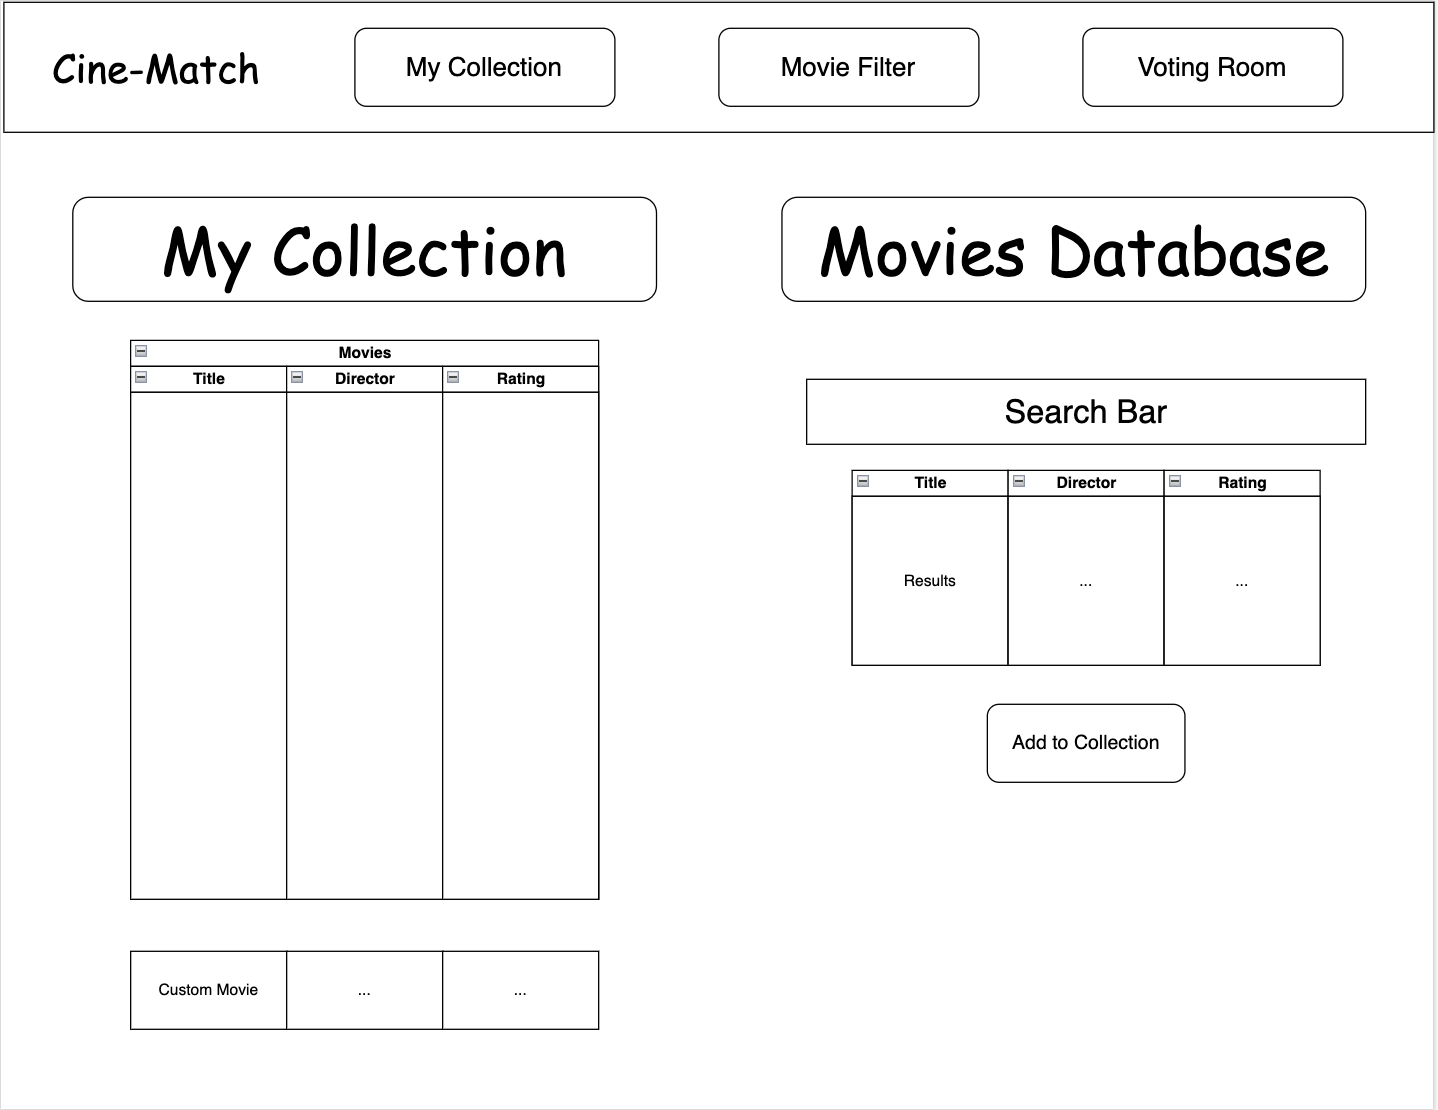 Cine-Match
My Collection
Movie Filter
Voting Room
My Collection
Movies
Title
Director
Rating
Custom Movie
...
...
Movies Database
Search Bar
Title
Director
Rating
Results
...
...
Add to Collection